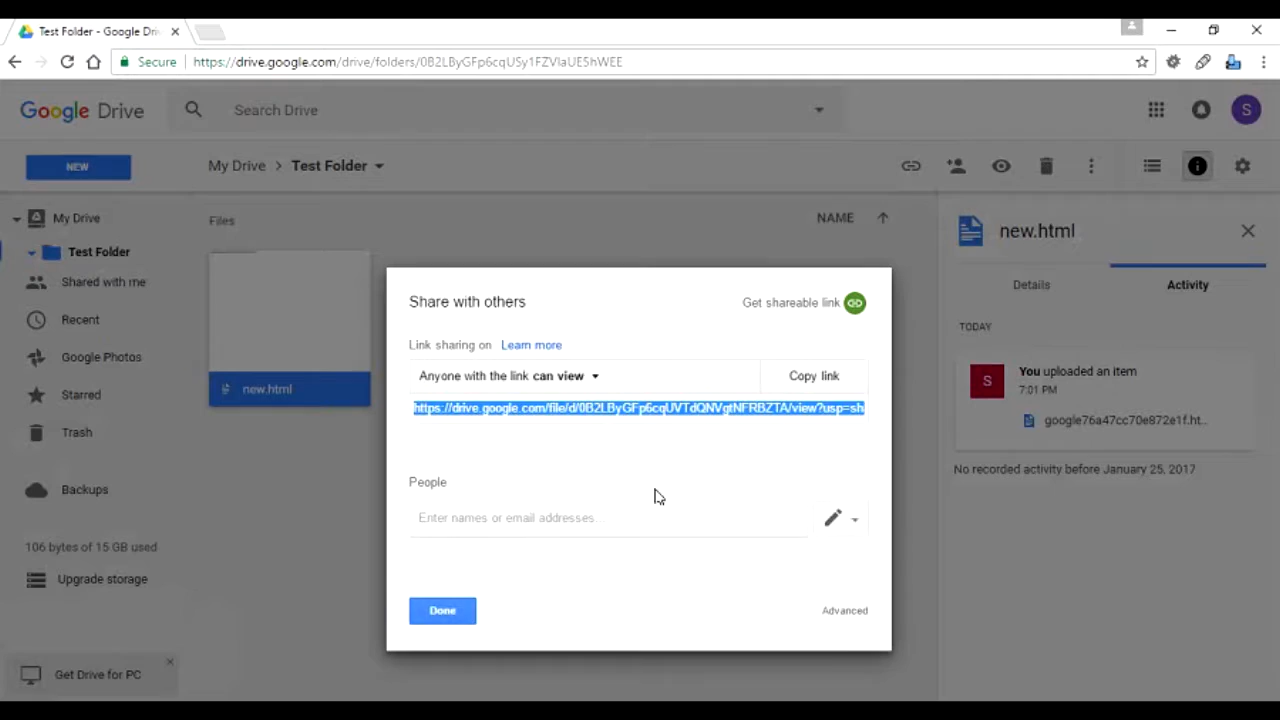 Test Folder - Google Dri
Secure https://drive.google.com/drive/folders/0B2LByGFp6cqUSy1FZVlaUE5hWEE
Google Drive
Search Drive
S
NEW
My Drive > Test Folder
My Drive
Test Folder
Shared with me
Recent
Google Photos
Starred
Trash
Backups
106 bytes of 15 GB used
Upgrade storage
Get Drive for PC
Files
NAME
new.html
Share with others
Get shareable link
Link sharing on Learn more
Anyone with the link can view
Copy link
https://drive.google.com/file/d/0B2LByGFp6cqUVTdQNVgtNFRBZTA/view?usp=sh
People
Enter names or email addresses...
Done
Advanced
new.html
Details
Activity
TODAY
S
You uploaded an item
7:01 PM
google76a47cc70e872e1f.ht...
No recorded activity before January 25, 2017